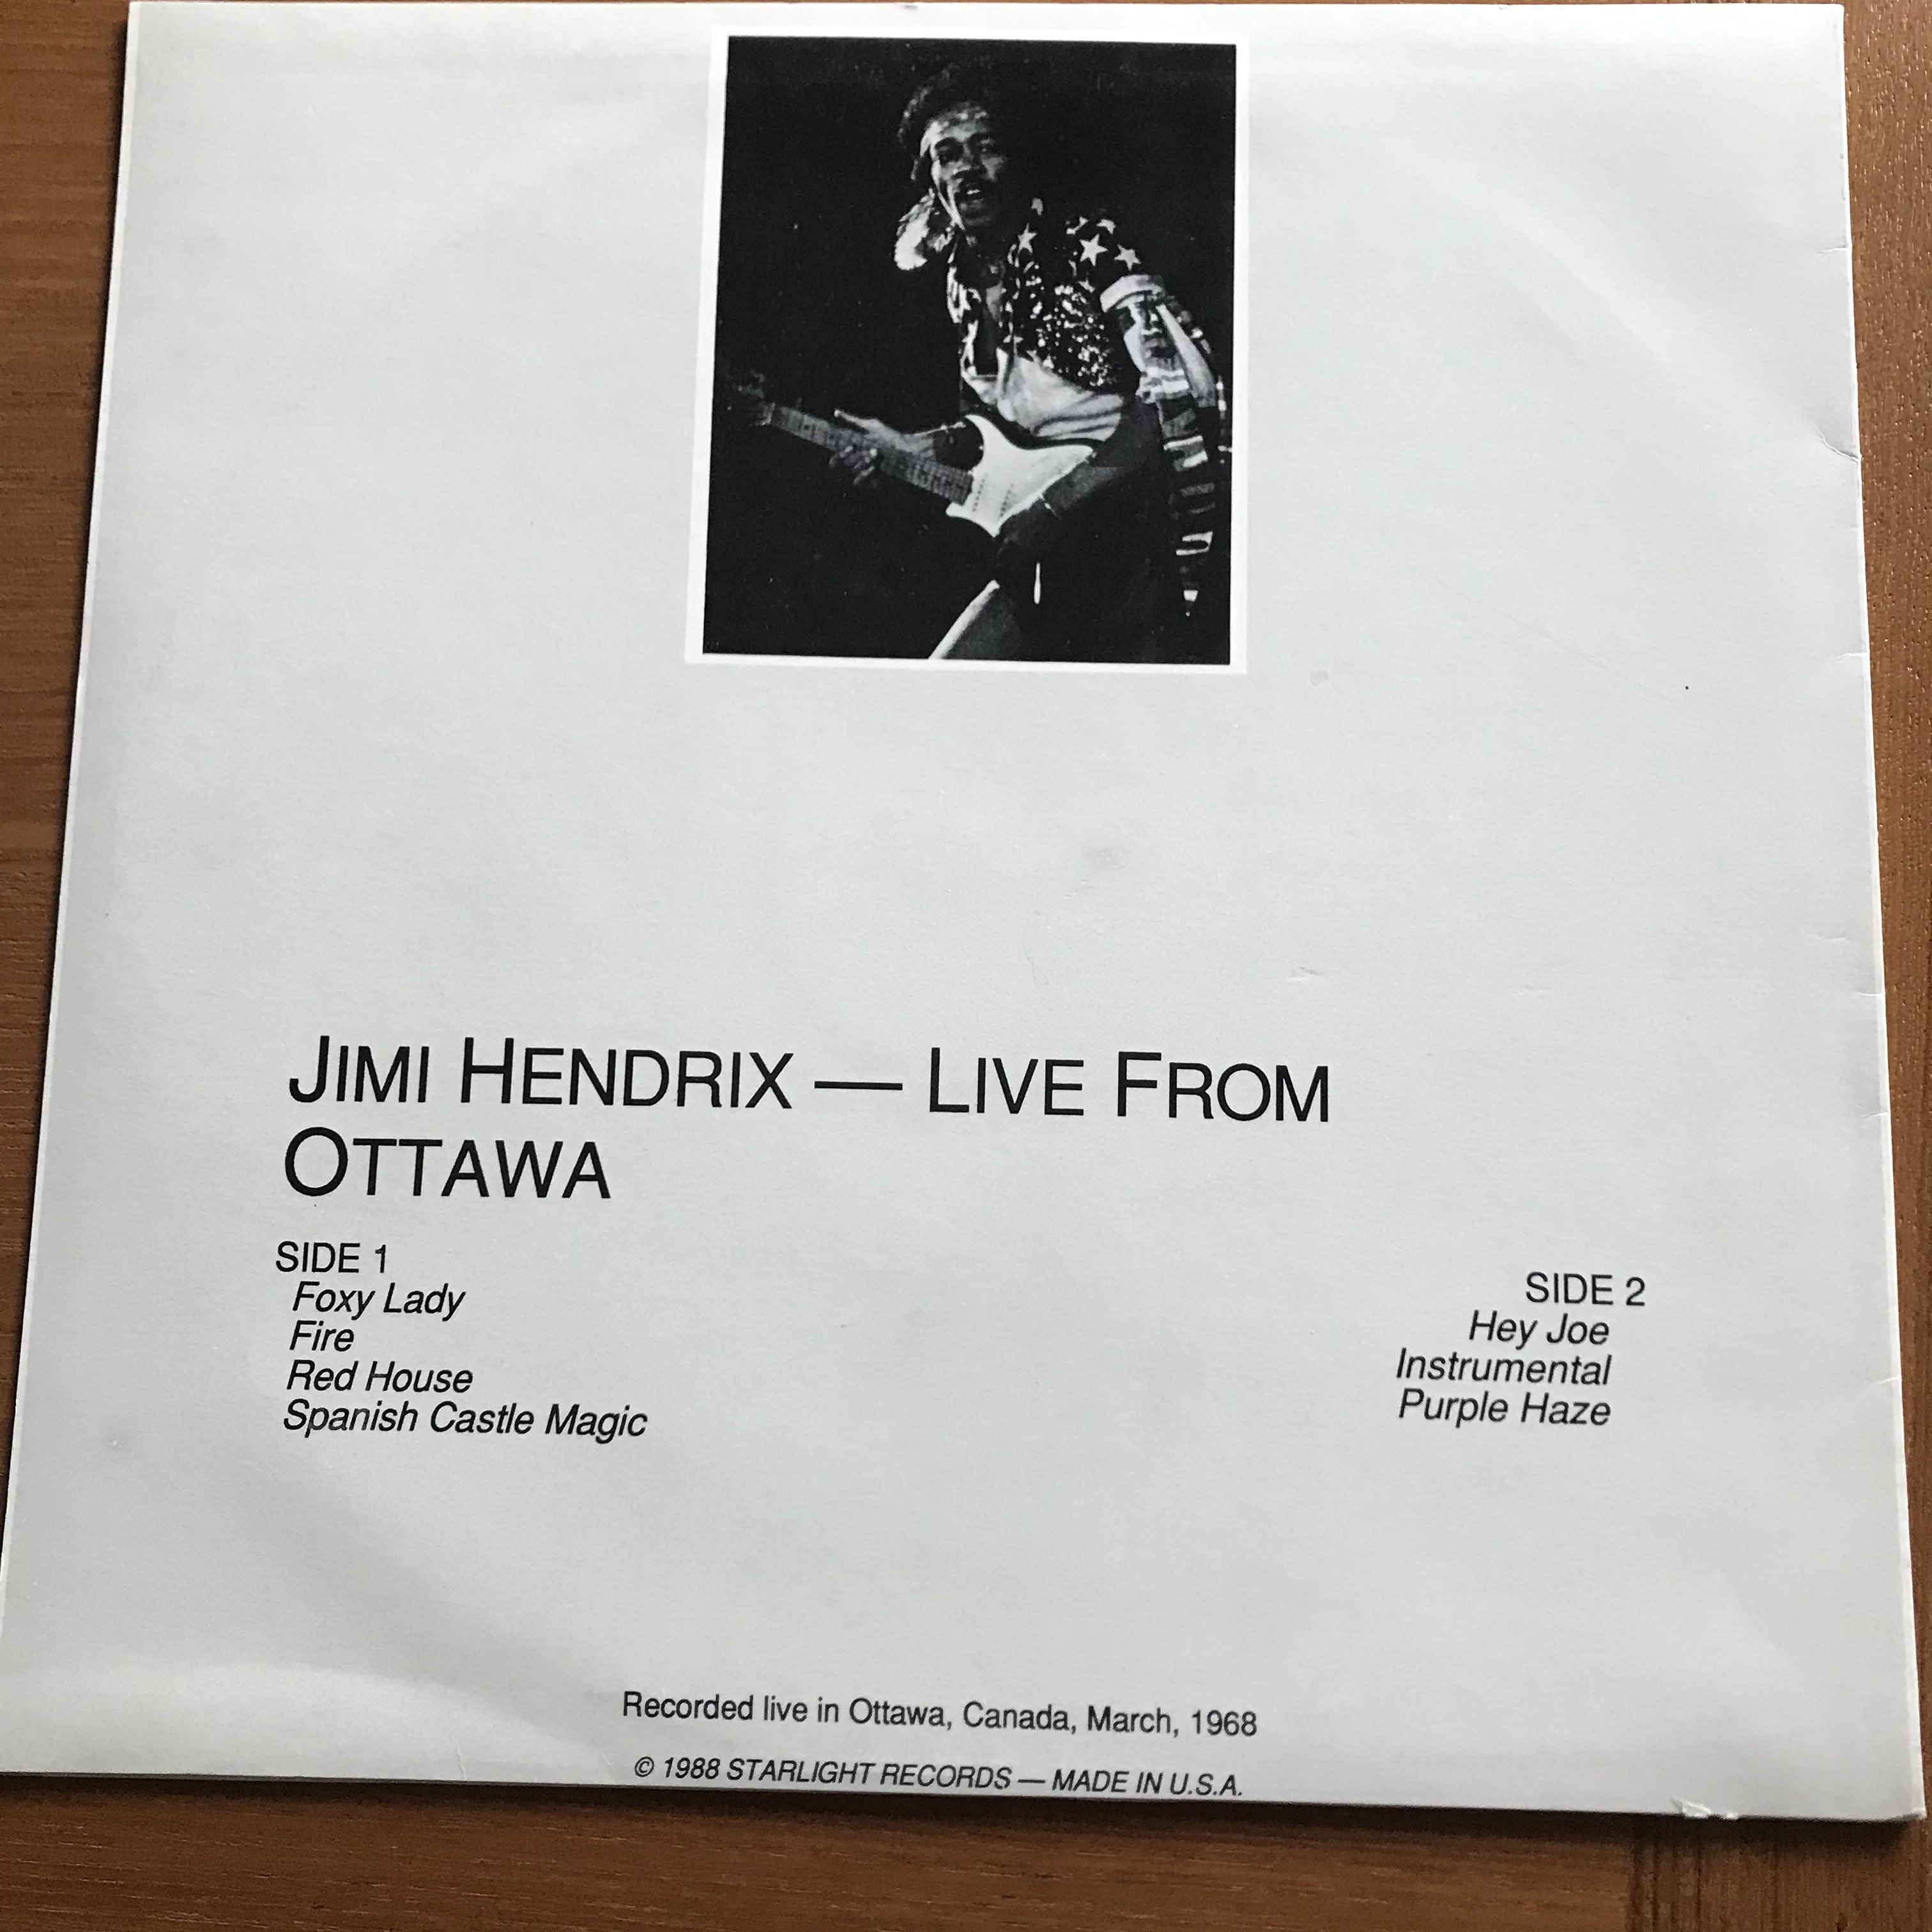 JIMI HENDRIX — LIVE FROM
OTTAWA
SIDE 1
Foxy Lady
Fire
Red House
Spanish Castle Magic
SIDE 2
Hey Joe
Instrumental
Purple Haze
Recorded live in Ottawa, Canada, March, 1968
© 1988 STARLIGHT RECORDS — MADE IN U.S.A.